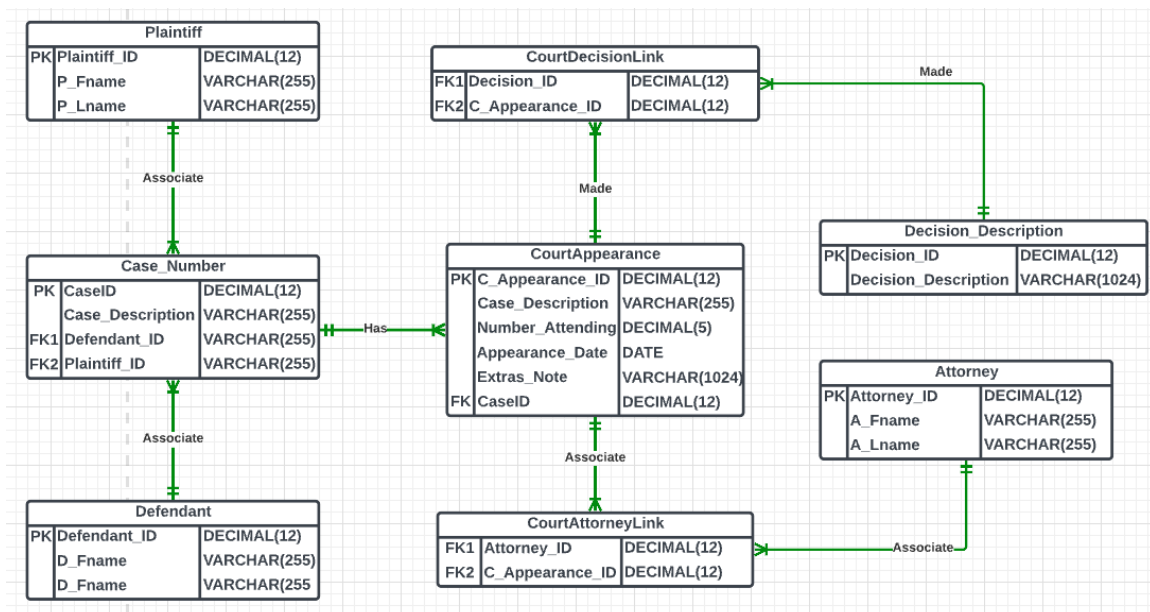 Plaintiff
PK Plaintiff_ID DECIMAL(12)
P_Fname VARCHAR(255)
P_Lname VARCHAR(255)
Associate
Case_Number
PK CaseID DECIMAL(12)
Case_Description VARCHAR(255)
FK1 Defendant_ID VARCHAR(255)
FK2 Plaintiff_ID VARCHAR(255)
Associate
Defendant
PK Defendant_ID DECIMAL(12)
D_Fname VARCHAR(255)
D_Fname VARCHAR(255
Has
CourtDecisionLink
FK1 Decision_ID DECIMAL(12)
FK2 C_Appearance_ID DECIMAL(12)
Made
CourtAppearance
PK C_Appearance_ID DECIMAL(12)
Case_Description VARCHAR(255)
Number_Attending DECIMAL(5)
Appearance_Date DATE
Extras_Note VARCHAR(1024)
FK CaseID DECIMAL(12)
Associate
CourtAttorneyLink
FK1 Attorney_ID DECIMAL(12)
FK2 C_Appearance_ID DECIMAL(12)
Made
Decision_Description
PK Decision_ID DECIMAL(12)
Decision_Description VARCHAR(1024)
Attorney
PK Attorney_ID DECIMAL(12)
A_Fname VARCHAR(255)
A_Lname VARCHAR(255)
Associate